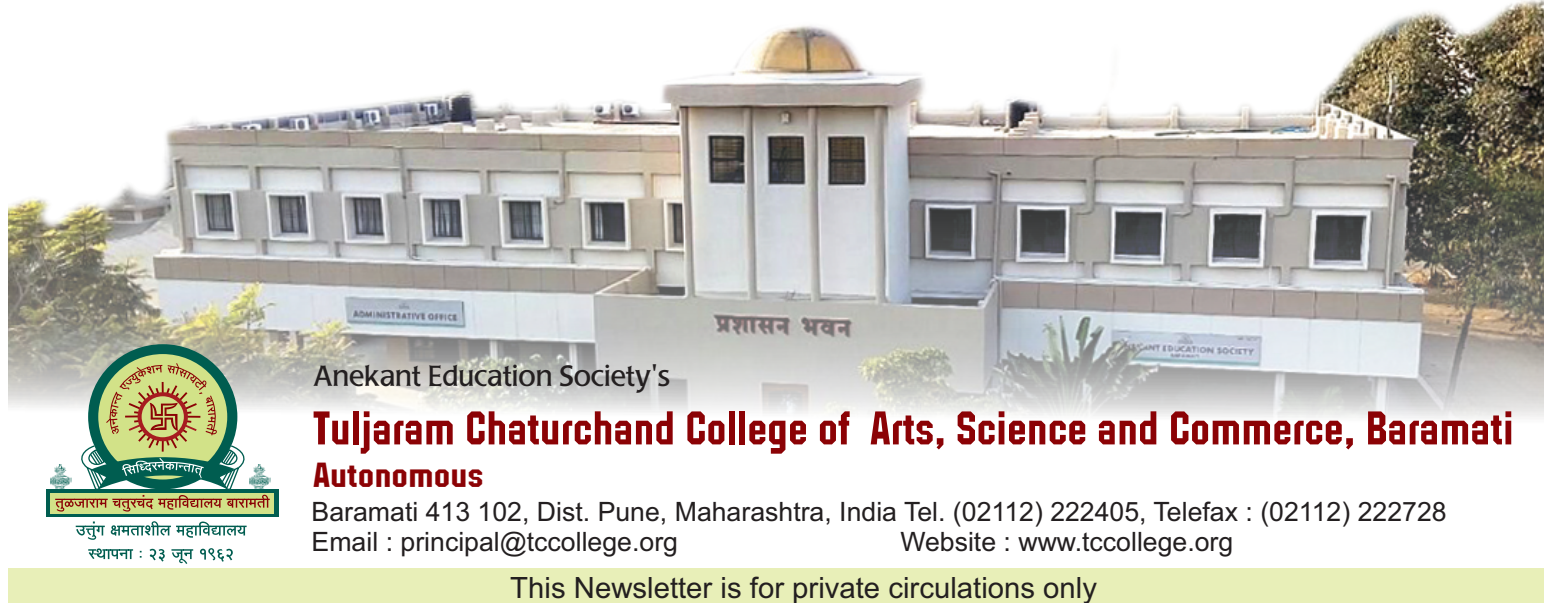 ADMINISTRATIVE OFFICE
प्रशासन भवन
EDUCATION SOCIETY
अनेकान्त एज्युकेशन सोसायटी, बारामती
सिध्दिरनेकान्तात्
तुळजाराम चतुरचंद महाविद्यालय बारामती
उत्तुंग क्षमताशील महाविद्यालय
स्थापना : २३ जून १९६२
Anekant Education Society's
Tuljaram Chaturchand College of Arts, Science and Commerce, Baramati
Autonomous
Baramati 413 102, Dist. Pune, Maharashtra, India Tel. (02112) 222405, Telefax : (02112) 222728
Email : principal@tccollege.org Website : www.tccollege.org
This Newsletter is for private circulations only